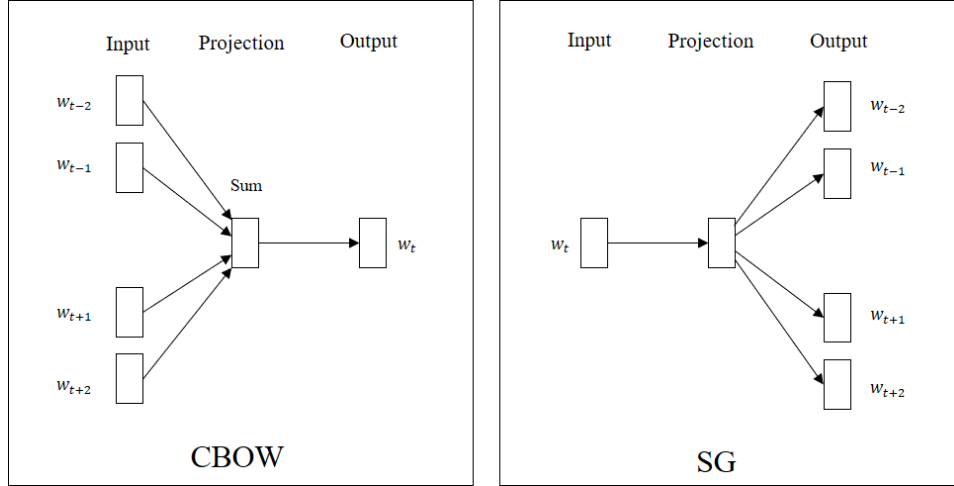 Input Projection Output
w_{t-2}
w_{t-1}
Sum
w_t
w_{t+1}
w_{t+2}
CBOW
Input Projection Output
w_{t-2}
w_{t-1}
w_t
w_{t+1}
w_{t+2}
SG